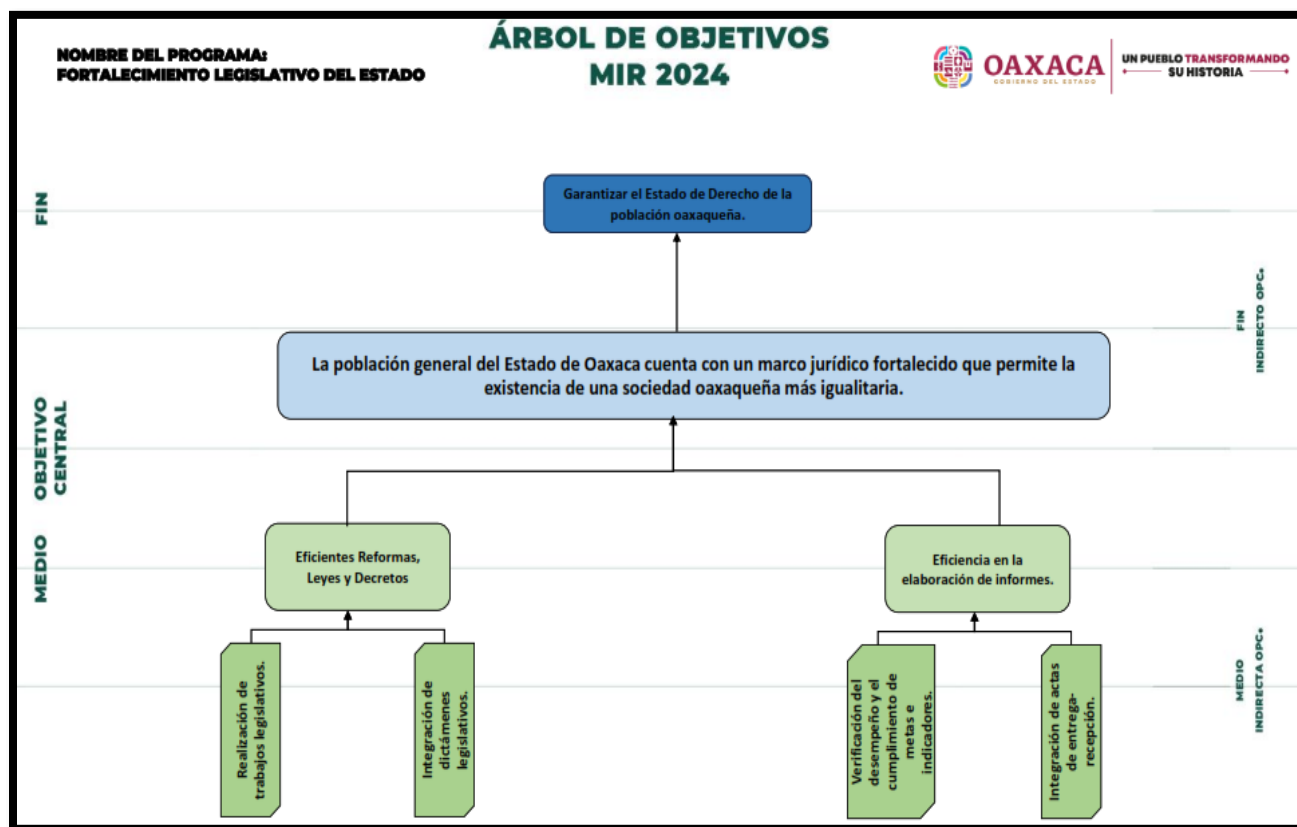 ÁRBOL DE OBJETIVOS
MIR 2024
NOMBRE DEL PROGRAMA:
FORTALECIMIENTO LEGISLATIVO DEL ESTADO
OAXACA
GOBIERNO DEL ESTADO
UN PUEBLO TRANSFORMANDO
SU HISTORIA
FIN
Garantizar el Estado de Derecho de la
población oaxaqueña.
FIN
INDIRECTO OPC.
La población general del Estado de Oaxaca cuenta con un marco jurídico fortalecido que permite la
existencia de una sociedad oaxaqueña más igualitaria.
OBJETIVO
CENTRAL
MEDIO
Eficientes Reformas,
Leyes y Decretos
Eficiencia en la
elaboración de informes.
Realización de
trabajos legislativos.
Integración de
dictámenes
legislativos.
Verificación del
desempeño y el
cumplimiento de
metas e
indicadores.
Integración de actas
de entrega-
recepción.
MEDIO
INDIRECTA OPC.